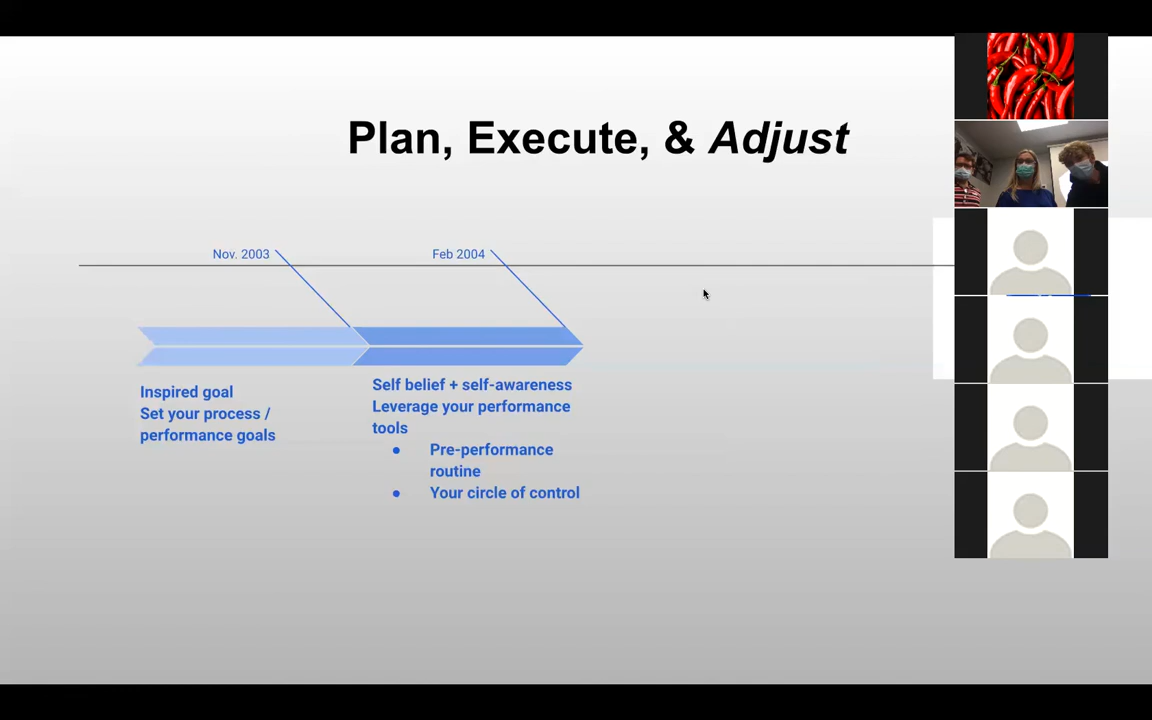 Plan, Execute, & Adjust
Nov. 2003
Feb 2004
Inspired goal
Set your process /
performance goals
Self belief + self-awareness
Leverage your performance
tools
● Pre-performance
routine
● Your circle of control